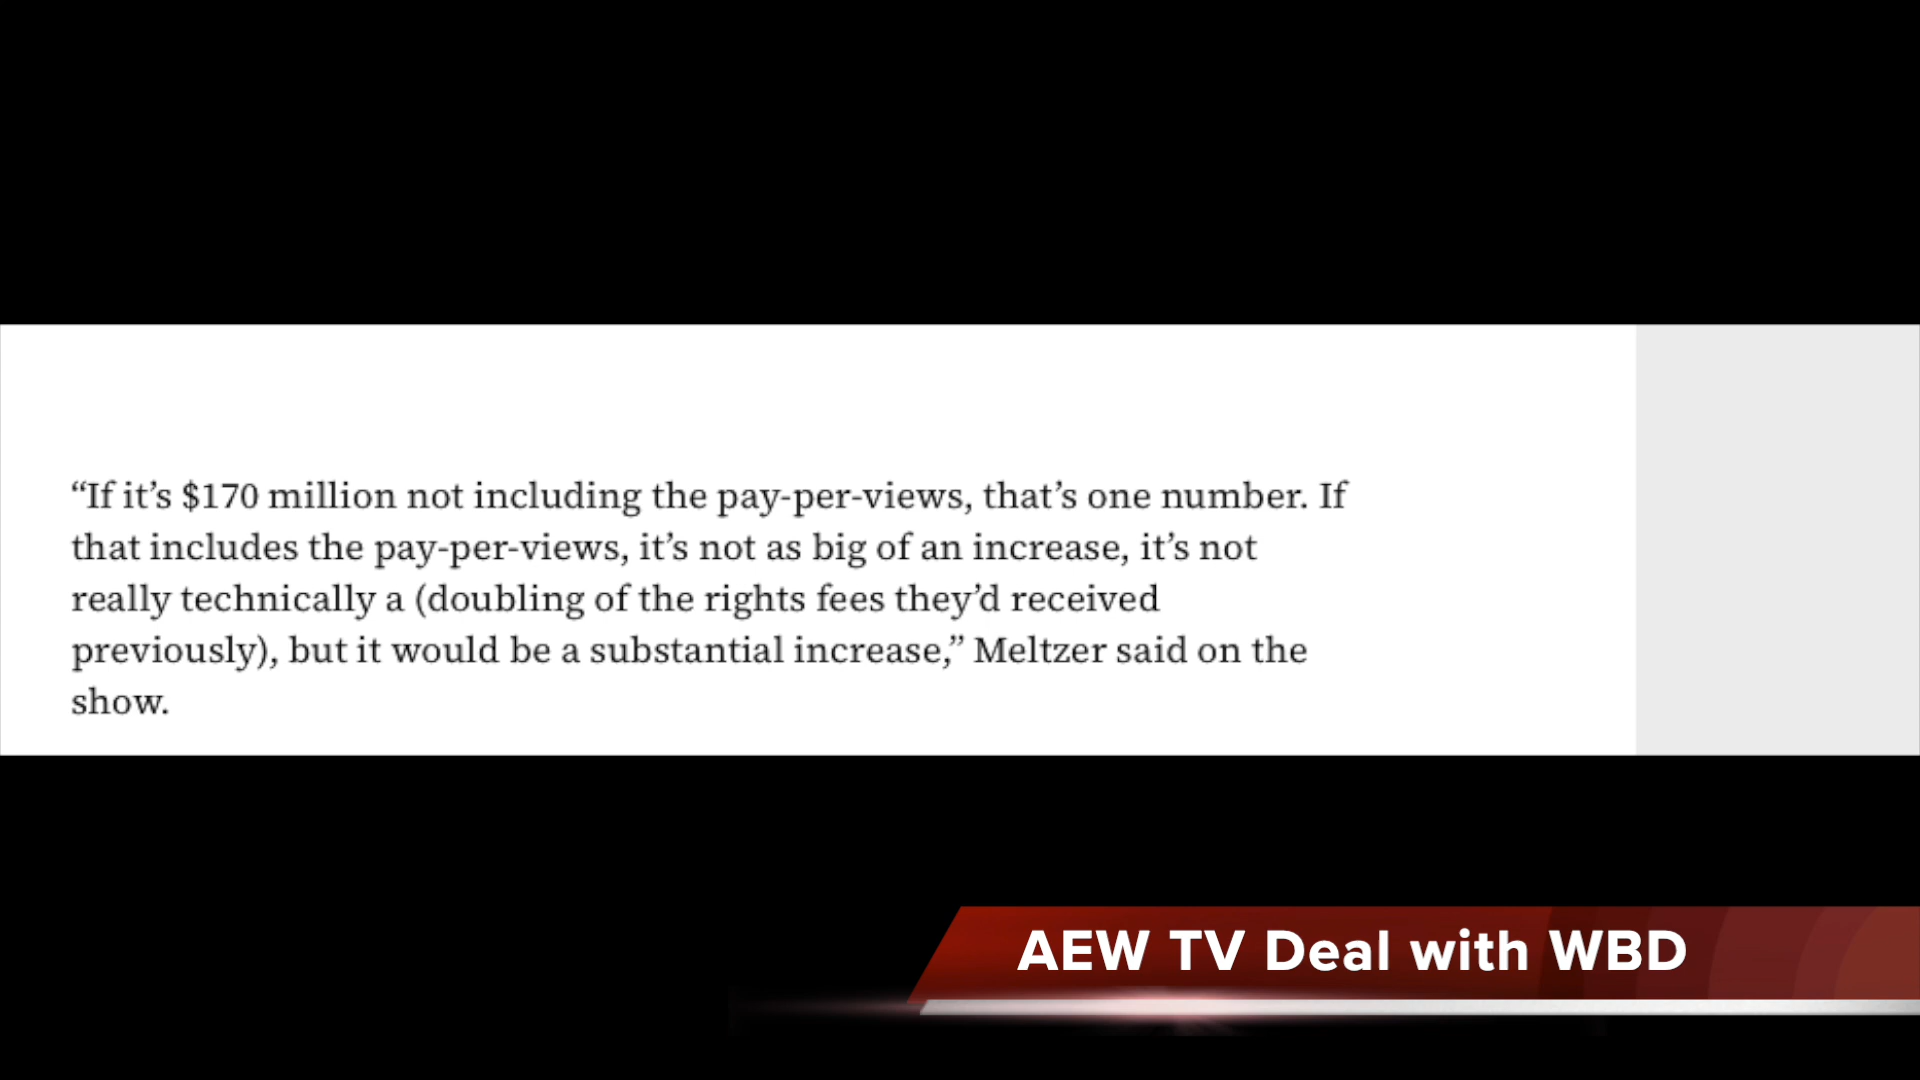 “If it’s $170 million not including the pay-per-views, that’s one number. If
that includes the pay-per-views, it’s not as big of an increase, it’s not
really technically a (doubling of the rights fees they’d received
previously), but it would be a substantial increase,” Meltzer said on the
show.
AEW TV Deal with WBD